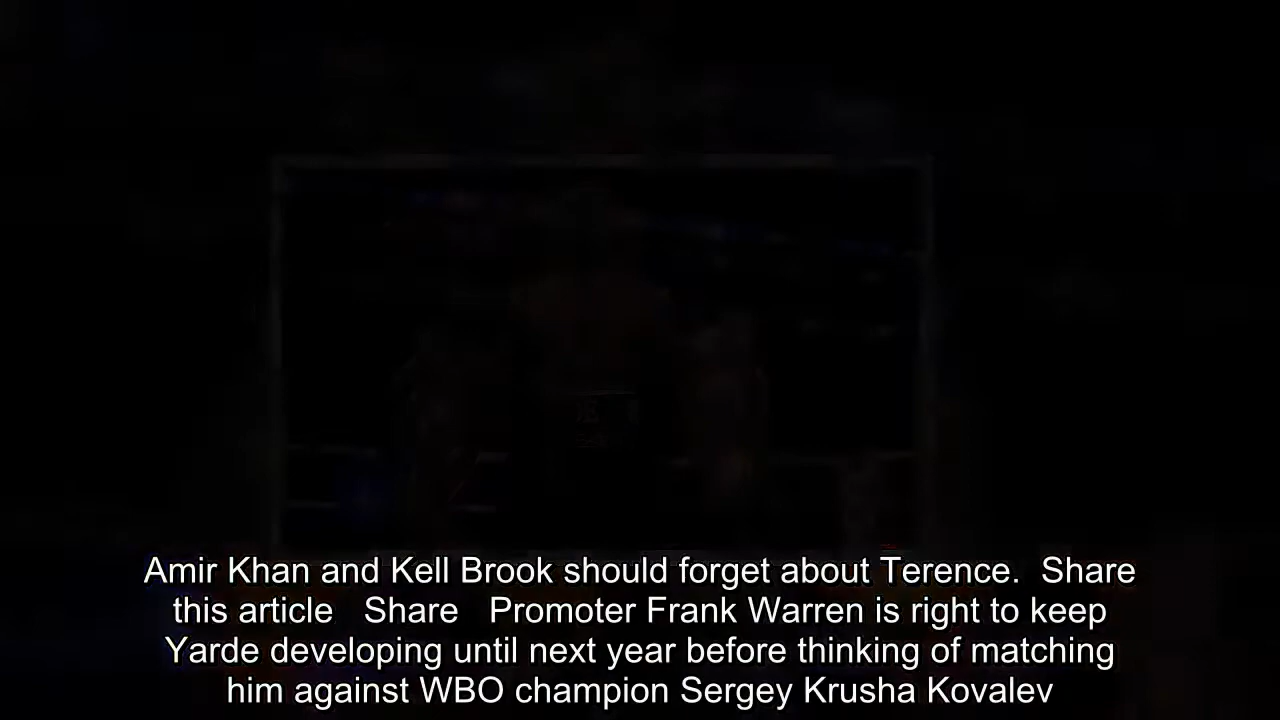 Amir Khan and Kell Brook should forget about Terence.  Share
this article   Share   Promoter Frank Warren is right to keep
Yarde developing until next year before thinking of matching
him against WBO champion Sergey Krusha Kovalev